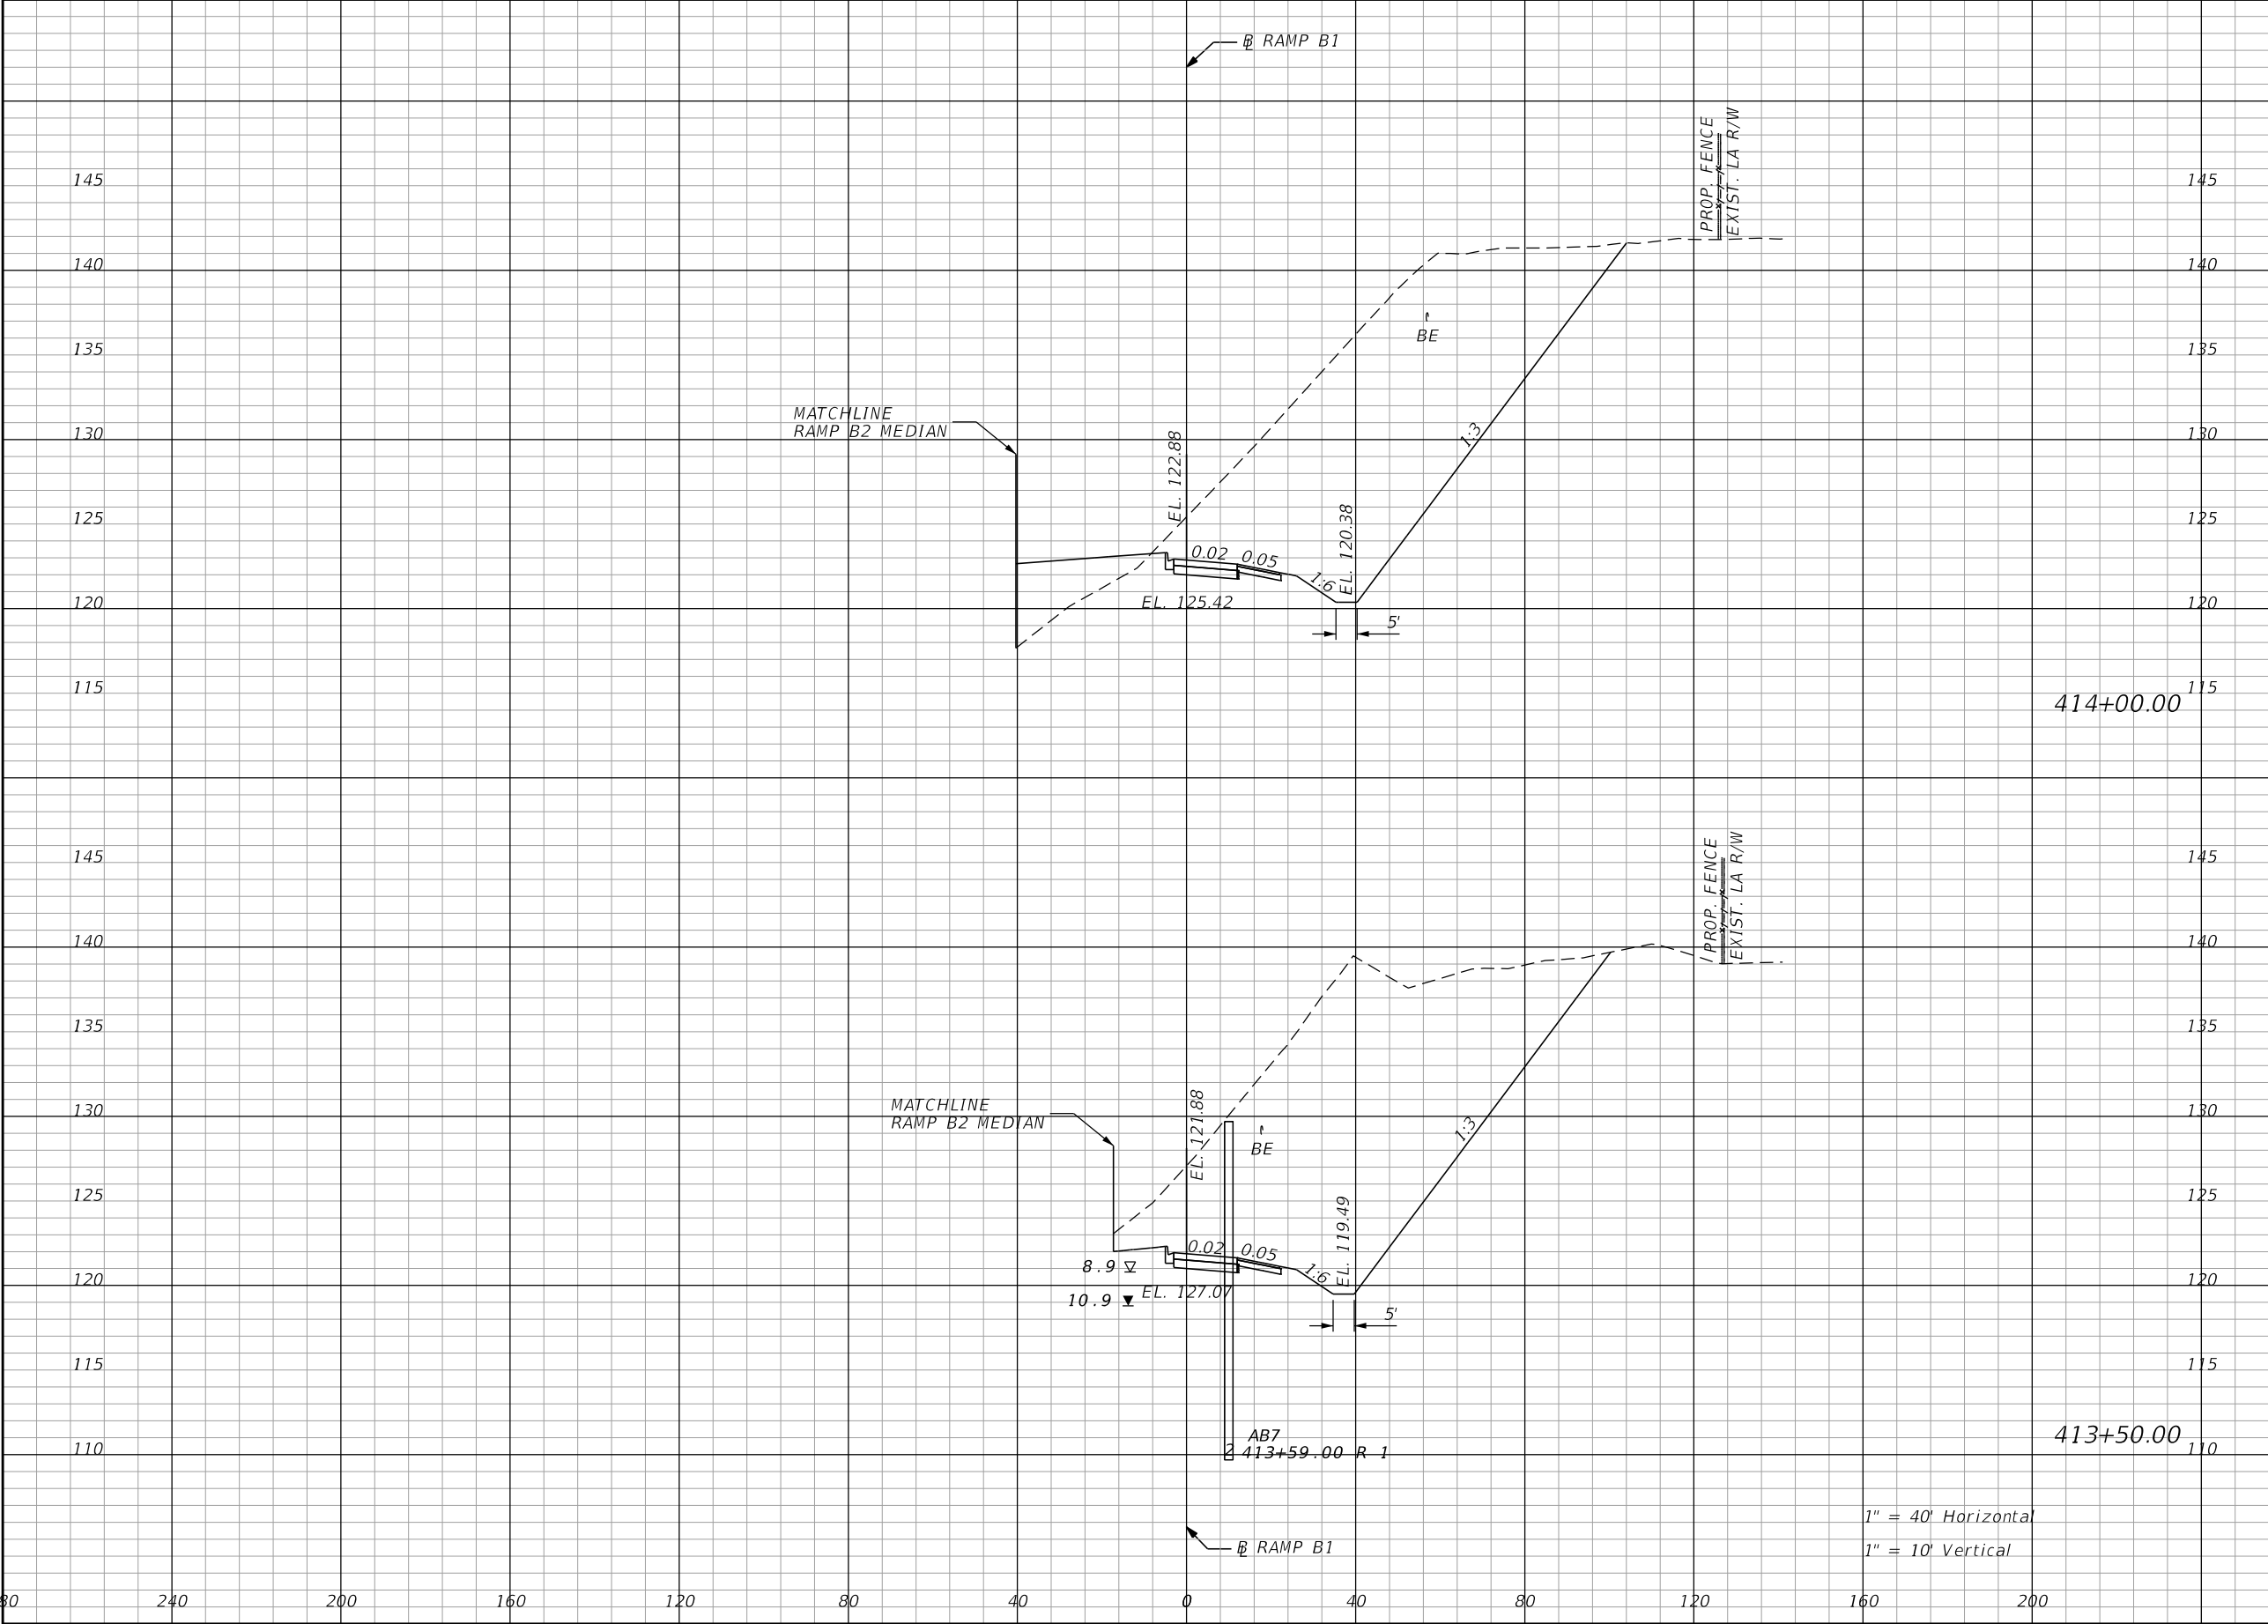 BL RAMP B1
PROP. FENCE
EXIST. LA R/W
145 145
140 140
BE
135 135
MATCHLINE
RAMP B2 MEDIAN
130 130
1:3
EL. 122.88
125 125
EL. 120.38
0.02 0.05
1:6
120 120
EL. 125.42
5'
115 115
414+00.00
PROP. FENCE
EXIST. LA R/W
145 145
140 140
135 135
MATCHLINE
RAMP B2 MEDIAN
130 130
1:3
EL. 121.88
BE
125 125
EL. 119.49
0.02 0.05
1:6
8.9
120 120
EL. 127.07
10.9
5'
115 115
AB7
413+50.00
110 110
2 413+59.00 R 1
1" = 40' Horizontal
BL RAMP B1
1" = 10' Vertical
80 240 200 160 120 80 40 0 40 80 120 160 200